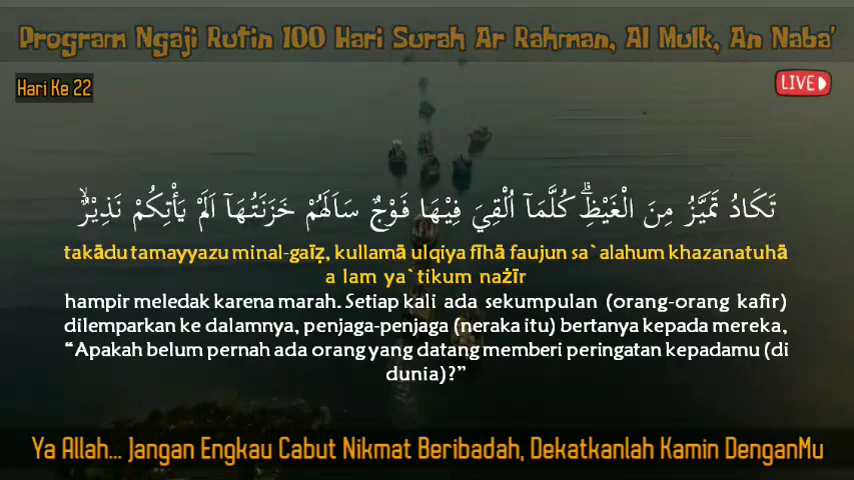 Program Ngaji Rutin 100 Hari Surah Ar Rahman, Al Mulk, An Naba'
Hari Ke 22
LIVE
تَكَادُ تَمَيَّزُ مِنَ الْغَيْظِۗ كُلَّمَآ اُلْقِيَ فِيْهَا فَوْجٌ سَاَلَهُمْ خَزَنَتُهَآ اَلَمْ يَأْتِكُمْ نَذِيْرٌۙ
takādu tamayyazu minal-gaīẓ, kullamā ulqiya fīhā faujun sa`alahum khazanatuhā
a lam ya`tikum nażīr
hampir meledak karena marah. Setiap kali ada sekumpulan (orang-orang kafir)
dilemparkan ke dalamnya, penjaga-penjaga (neraka itu) bertanya kepada mereka,
“Apakah belum pernah ada orang yang datang memberi peringatan kepadamu (di
dunia)?”
Ya Allah... Jangan Engkau Cabut Nikmat Beribadah, Dekatkanlah Kamin DenganMu